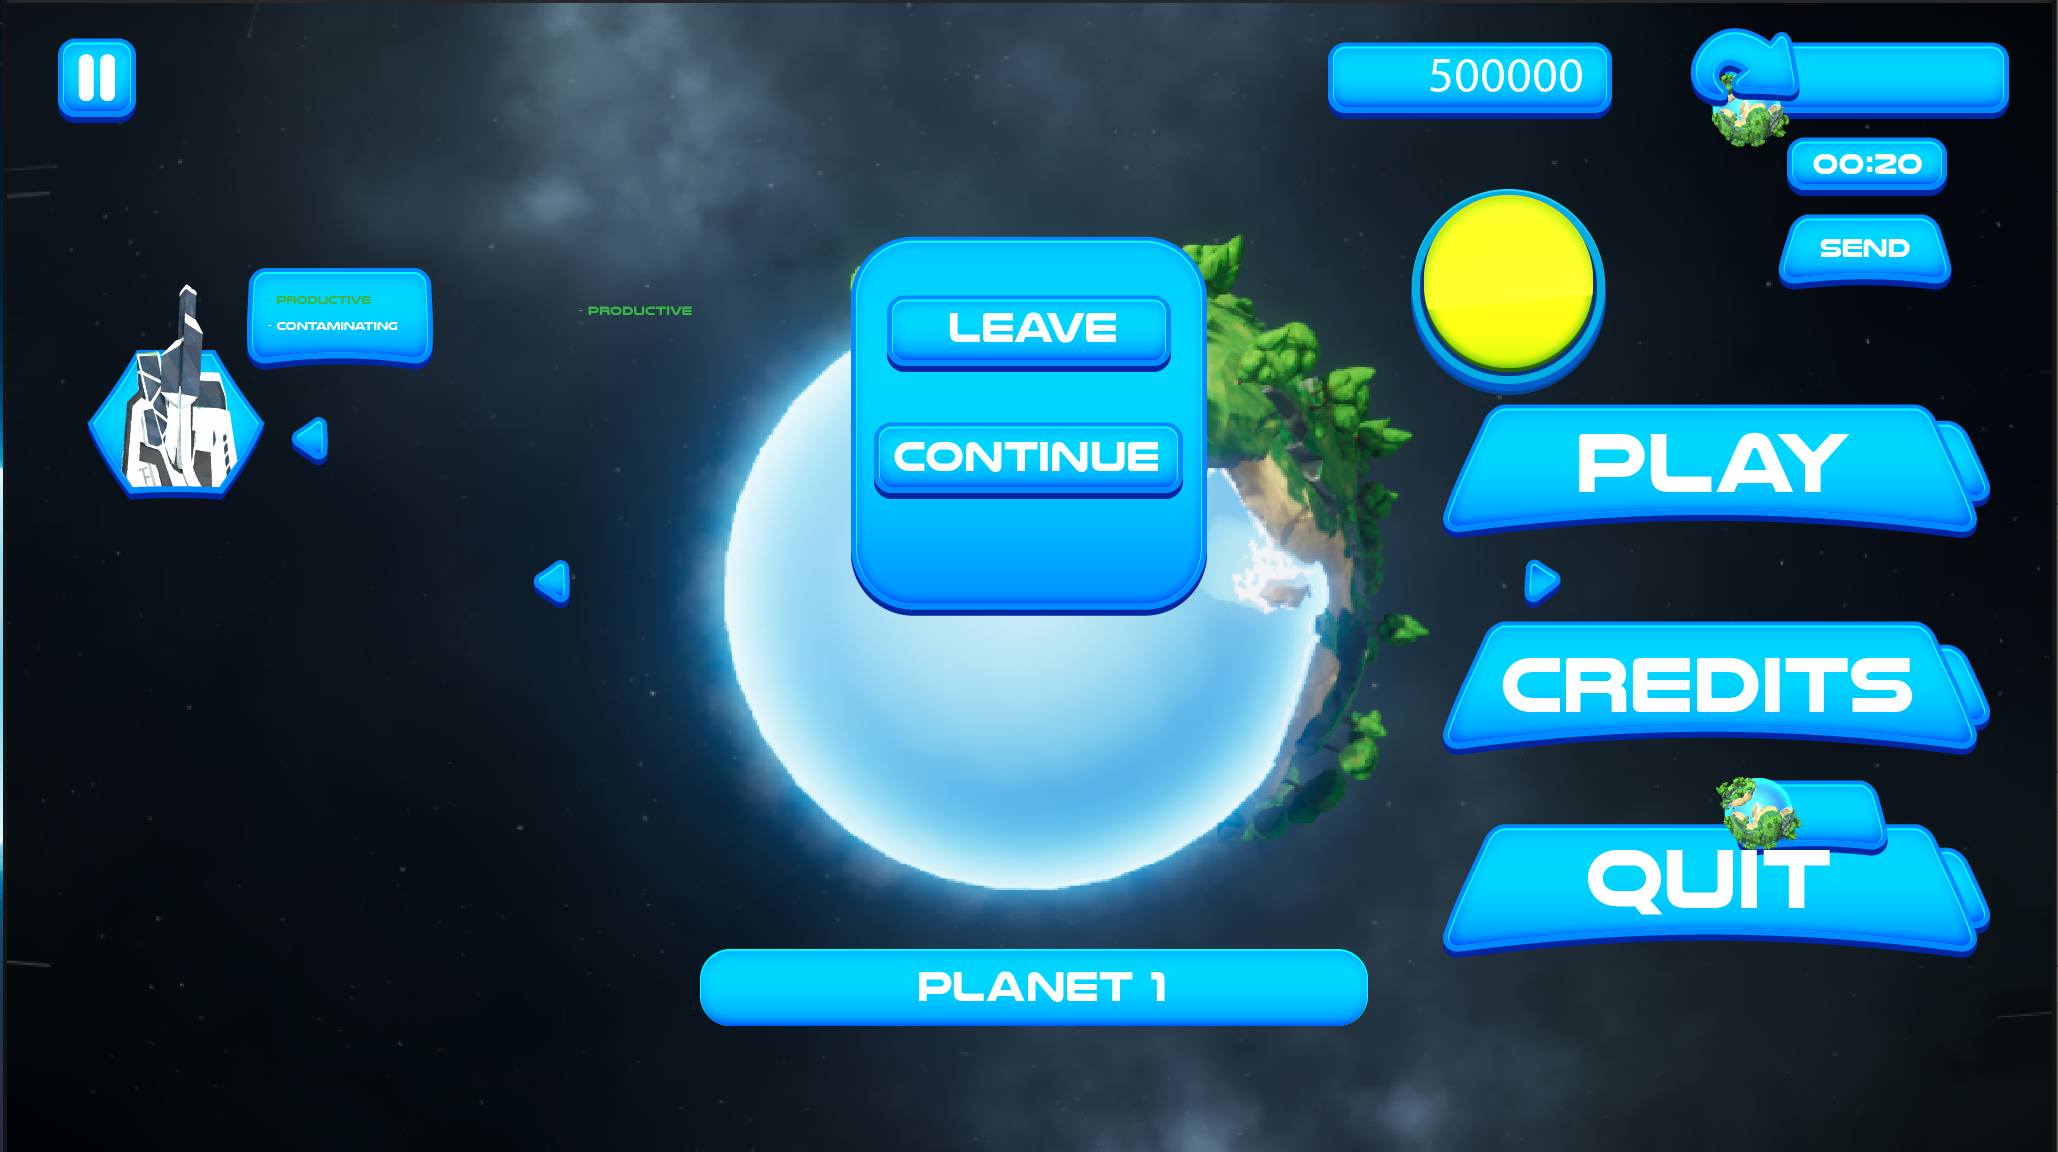 500000
00:20
SEND
- PRODUCTIVE
- CONTAMINATING
- PRODUCTIVE
LEAVE
CONTINUE
PLAY
CREDITS
QUIT
PLANET 1